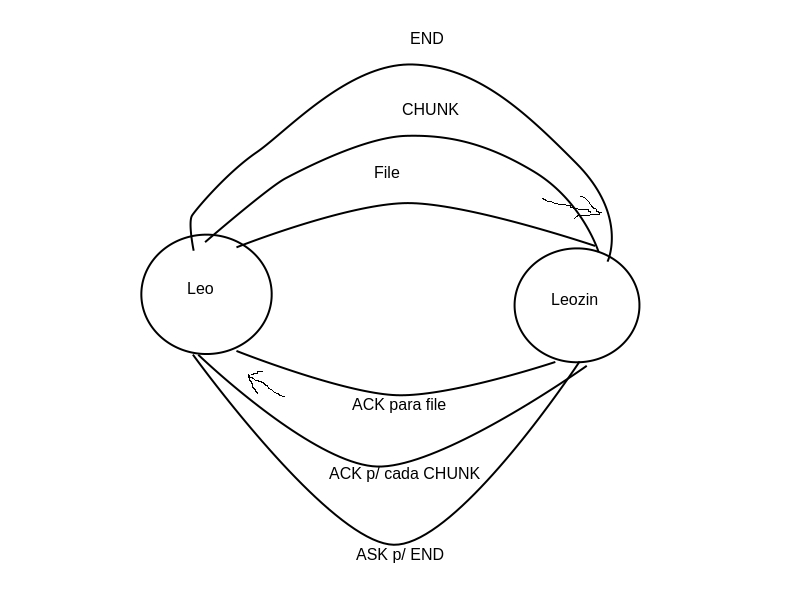 END
CHUNK
File
Leo
Leozin
ACK para file
ACK p/ cada CHUNK
ASK p/ END